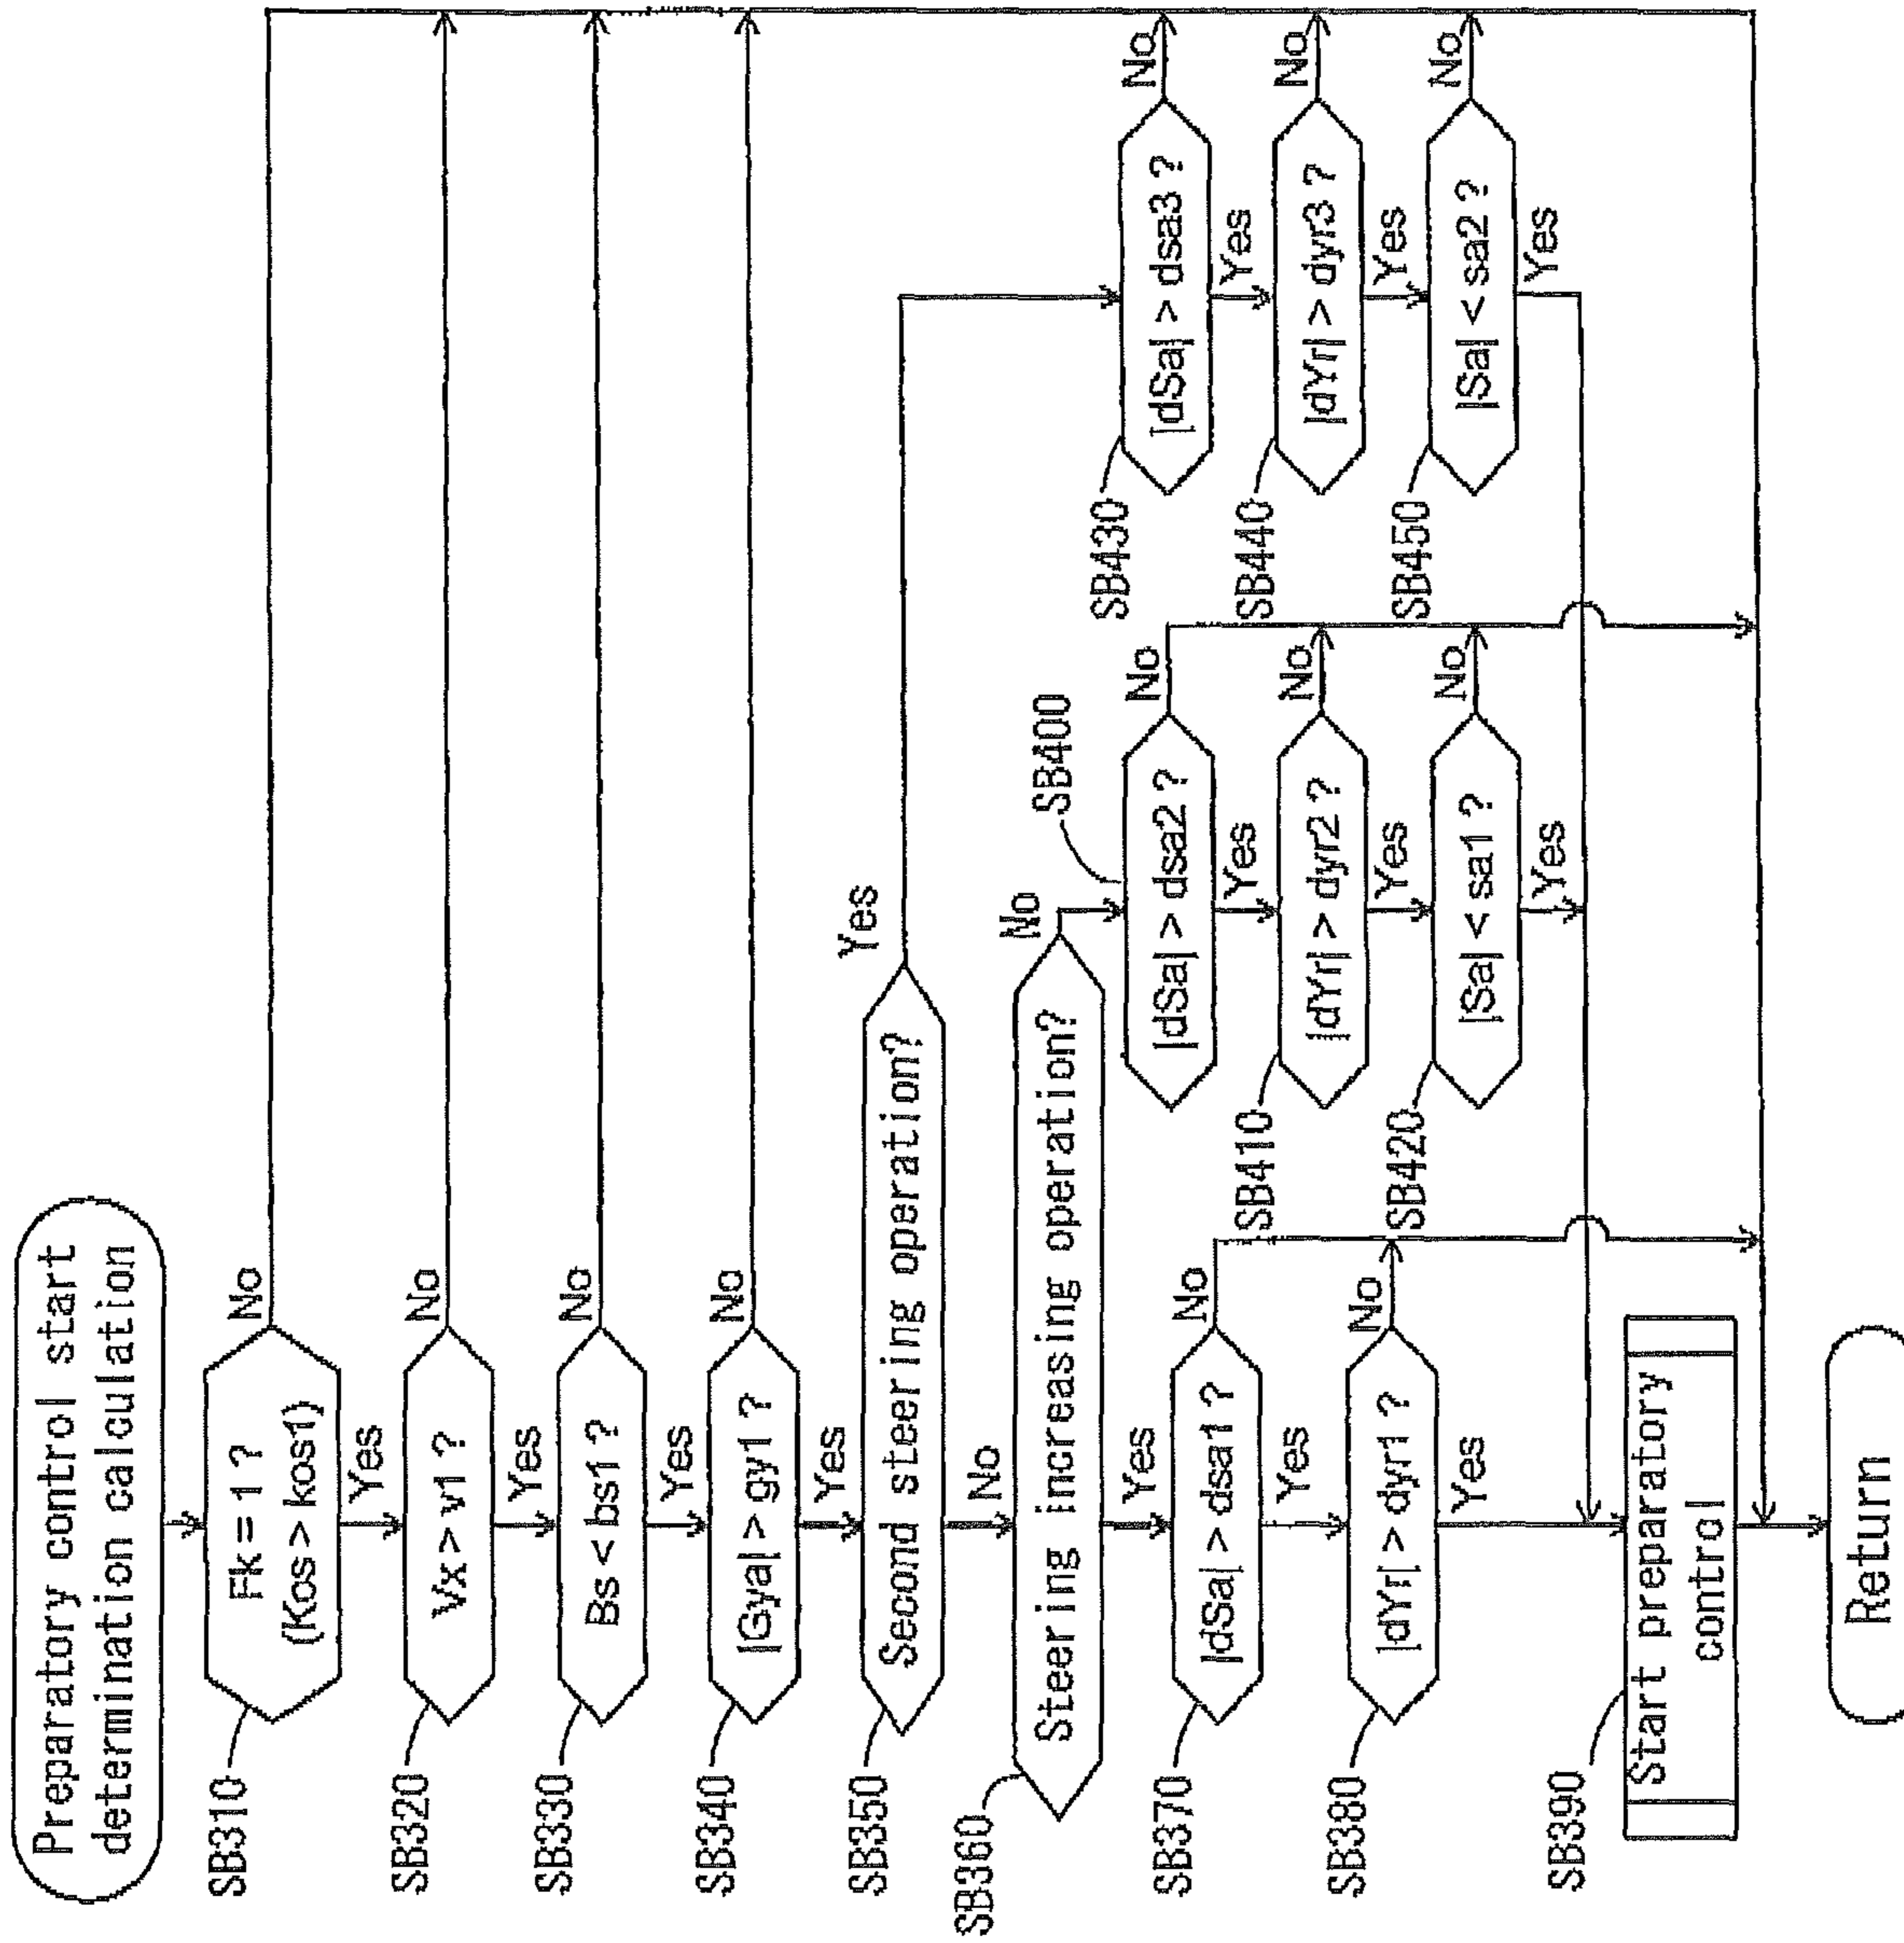 Preparatory control start
determination calculation
SB310
Fk = 1 ?
(Kos > kos1)
No
Yes
SB320
Vx > v1 ?
No
Yes
SB330
Bs < bs1 ?
No
Yes
SB340
|Gya| > gy1 ?
No
Yes
SB350
Second steering operation?
Yes
No
SB360
Steering increasing operation?
No
Yes
SB370
|dSa| > dsa1 ?
No
Yes
SB380
|dYr| > dyr1 ?
No
Yes
SB400
|dSa| > dsa2 ?
No
Yes
SB410
|dYr| > dyr2 ?
No
Yes
SB420
|Sa| < sa1 ?
No
Yes
SB430
|dSa| > dsa3 ?
No
Yes
SB440
|dYr| > dyr3 ?
No
Yes
SB450
|Sa| < sa2 ?
No
Yes
SB390
Start preparatory
control
Return